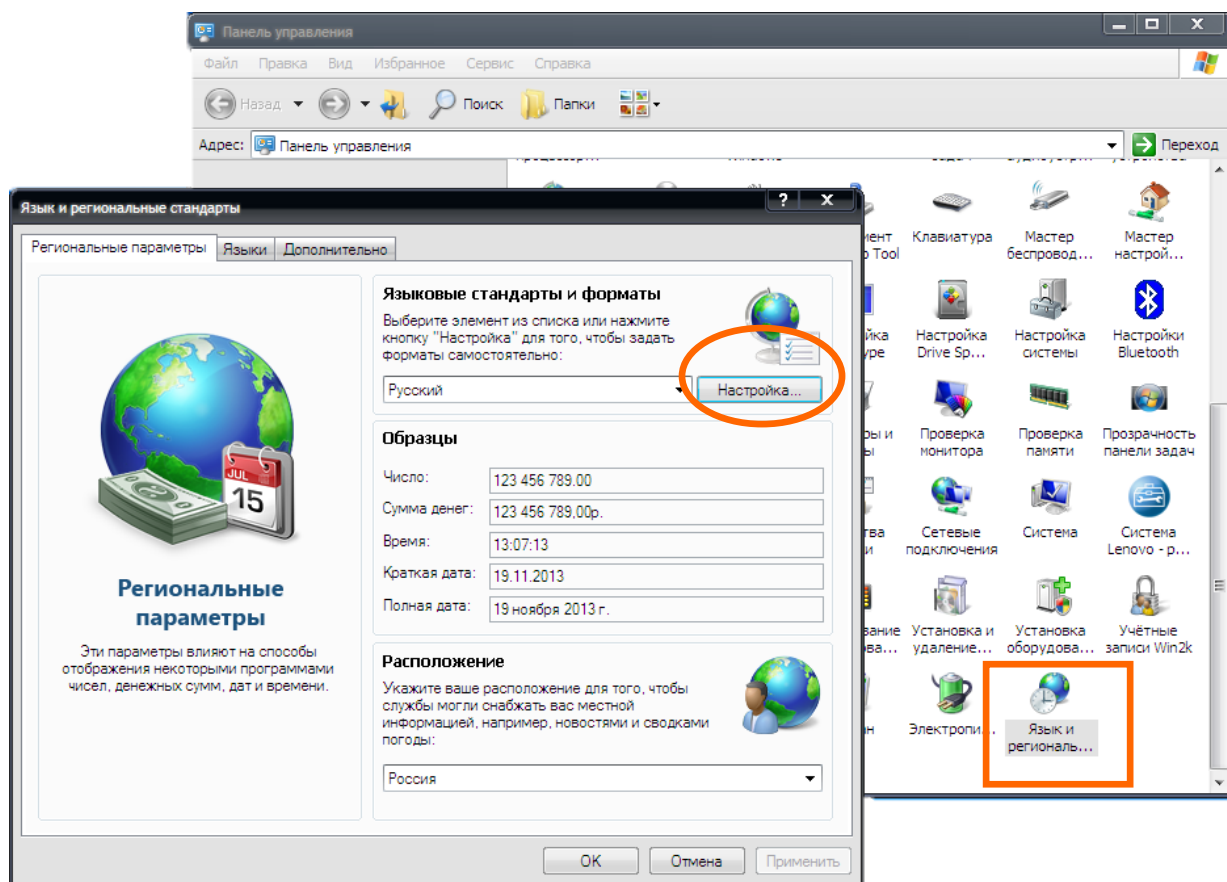 Панель управления
Файл Правка Вид Избранное Сервис Справка
Назад Поиск Папки
Адрес: Панель управления Переход
Язык и региональные стандарты
Региональные параметры Языки Дополнительно
Языковые стандарты и форматы
Выберите элемент из списка или нажмите
кнопку "Настройка" для того, чтобы задать
форматы самостоятельно:
Русский Настройка...
Образцы
Число: 123 456 789.00
Сумма денег: 123 456 789,00р.
Время: 13:07:13
Краткая дата: 19.11.2013
Полная дата: 19 ноября 2013 г.
JUL
15
Региональные
параметры
Эти параметры влияют на способы
отображения некоторыми программами
чисел, денежных сумм, дат и времени.
Расположение
Укажите ваше расположение для того, чтобы
службы могли снабжать вас местной
информацией, например, новостями и сводками
погоды:
Россия
OK Отмена Применить
Tool
Клавиатура
Мастер
беспровод...
Мастер
настрой...
Настройка
Drive Sp...
Настройка
системы
Настройки
Bluetooth
Проверка
монитора
Проверка
памяти
Прозрачность
панели задач
Сетевые
подключения
Система
Система
Lenovo - p...
Установка и
удаление...
Установка
оборудова...
Учётные
записи Win2k
Электропи...
Язык и
региональ...